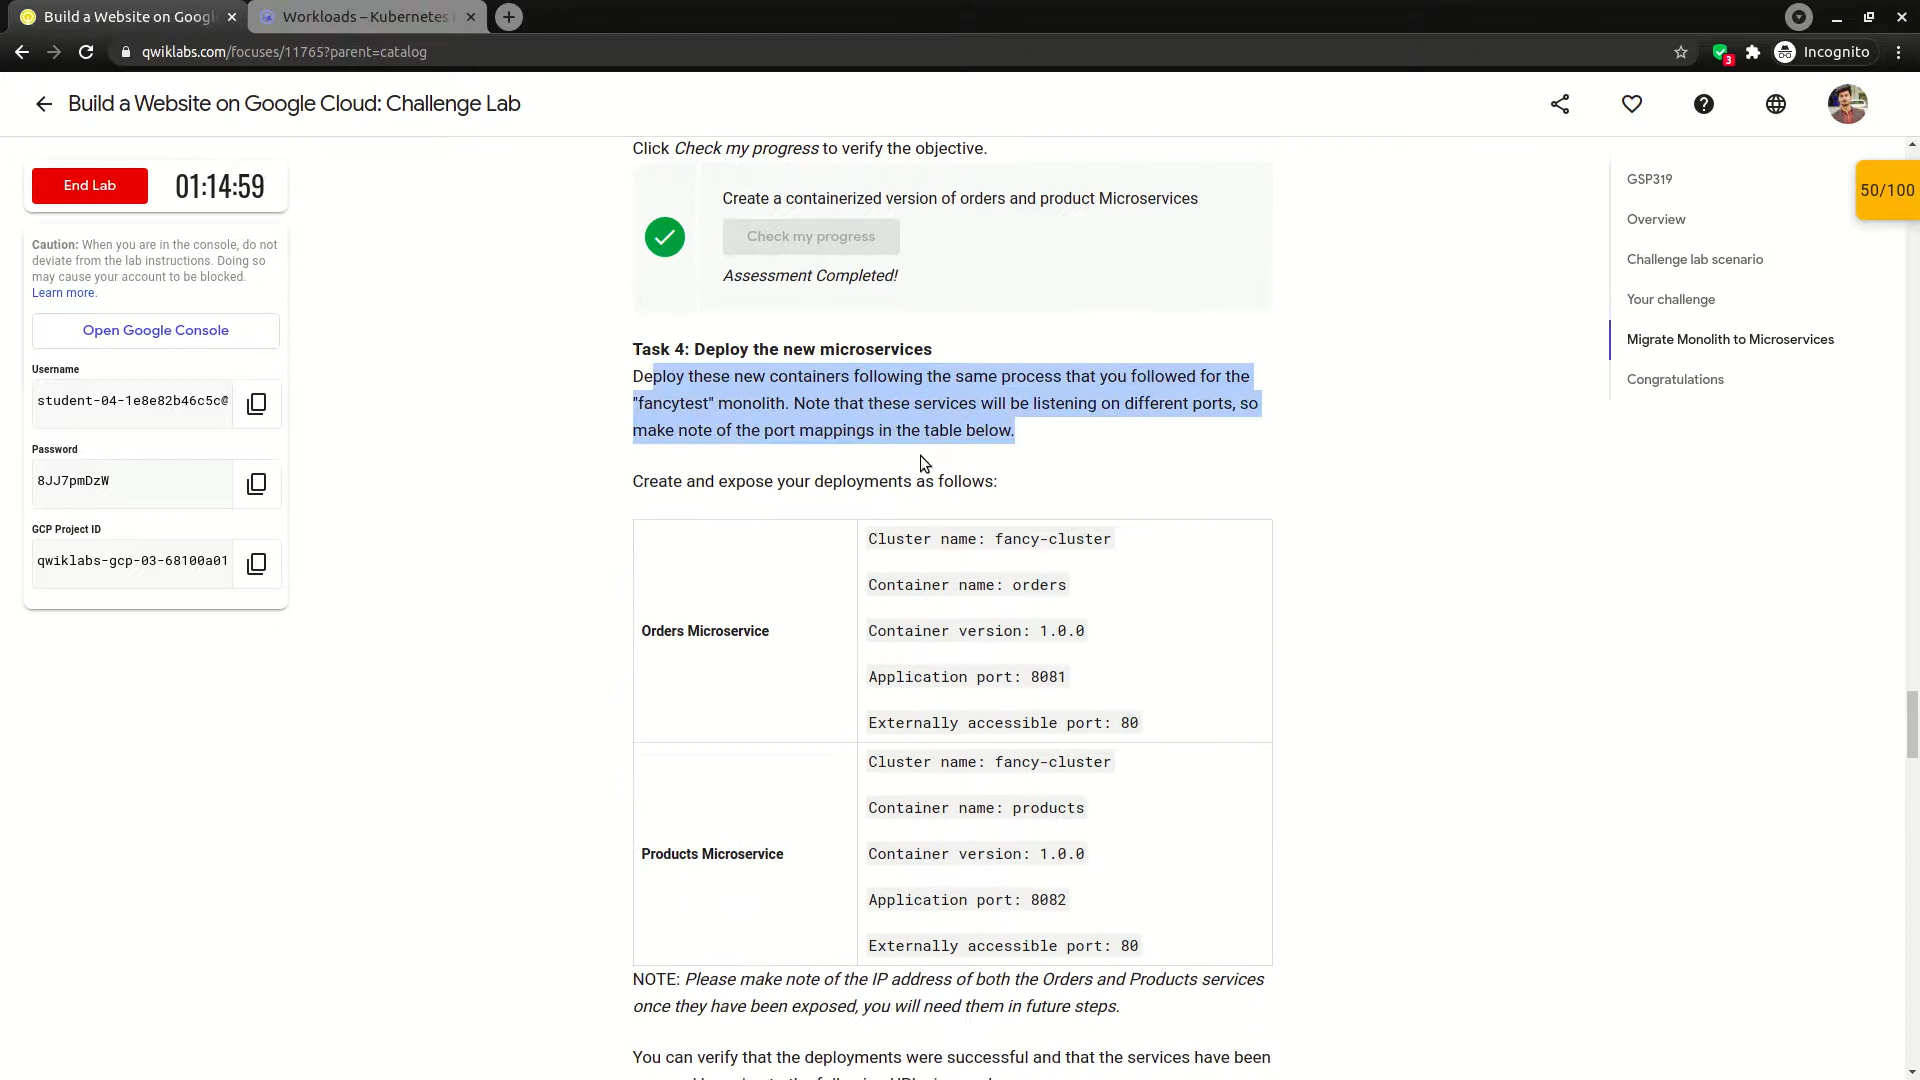 Build a Website on Googl
Workloads – Kubernetes
qwiklabs.com/focuses/11765?parent=catalog
3
Incognito
Build a Website on Google Cloud: Challenge Lab
End Lab
01:14:59
Caution: When you are in the console, do not
deviate from the lab instructions. Doing so
may cause your account to be blocked.
Learn more.
Open Google Console
Username
student-04-1e8e82b46c5c@
Password
8JJ7pmDzW
GCP Project ID
qwiklabs-gcp-03-68100a01
Click Check my progress to verify the objective.
Create a containerized version of orders and product Microservices
Check my progress
Assessment Completed!
Task 4: Deploy the new microservices
Deploy these new containers following the same process that you followed for the
"fancytest" monolith. Note that these services will be listening on different ports, so
make note of the port mappings in the table below.
Create and expose your deployments as follows:
Orders Microservice
Cluster name: fancy-cluster
Container name: orders
Container version: 1.0.0
Application port: 8081
Externally accessible port: 80
Products Microservice
Cluster name: fancy-cluster
Container name: products
Container version: 1.0.0
Application port: 8082
Externally accessible port: 80
NOTE: Please make note of the IP address of both the Orders and Products services
once they have been exposed, you will need them in future steps.
You can verify that the deployments were successful and that the services have been
GSP319
Overview
Challenge lab scenario
Your challenge
Migrate Monolith to Microservices
Congratulations
50/100